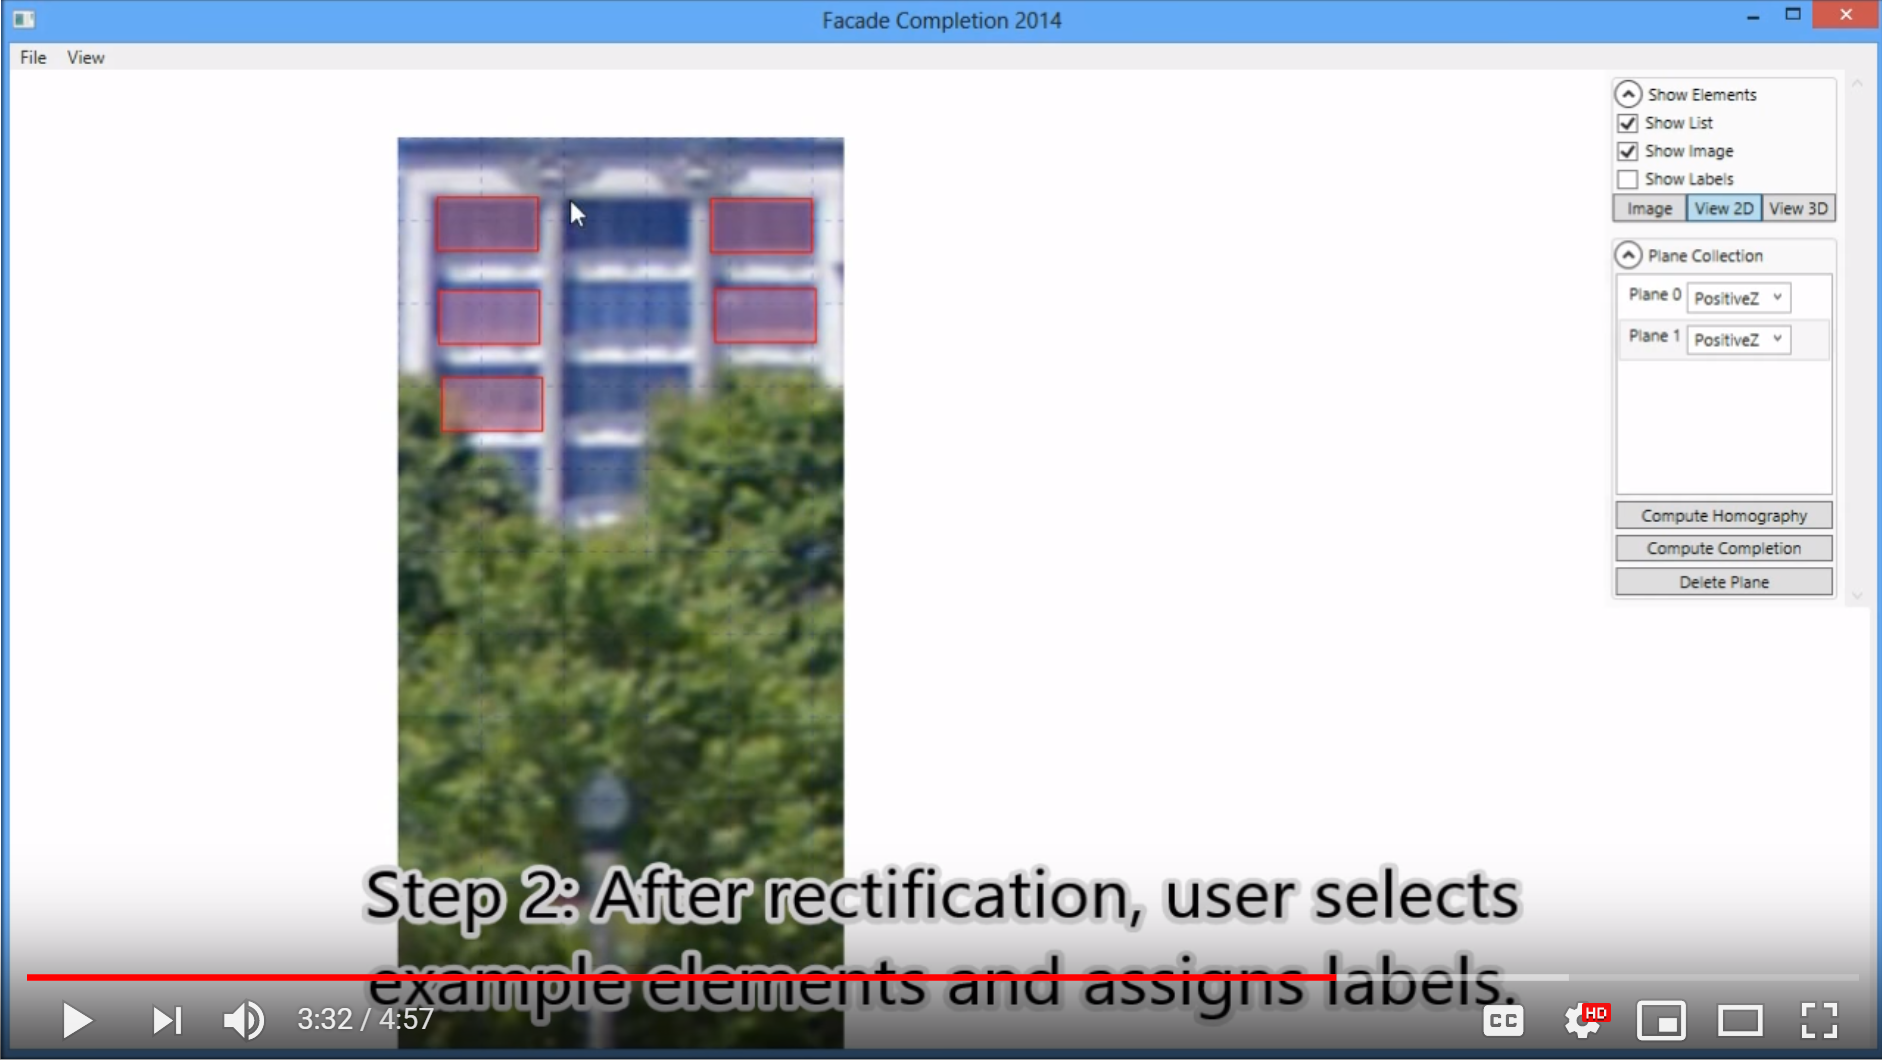 Facade Completion 2014
File View
Show Elements
Show List
Show Image
Show Labels
Image View 2D View 3D
Plane Collection
Plane 0 PositiveZ
Plane 1 PositiveZ
Compute Homography
Compute Completion
Delete Plane
Step 2: After rectification, user selects
example elements and assigns labels.
3:32 / 4:57
CC HD